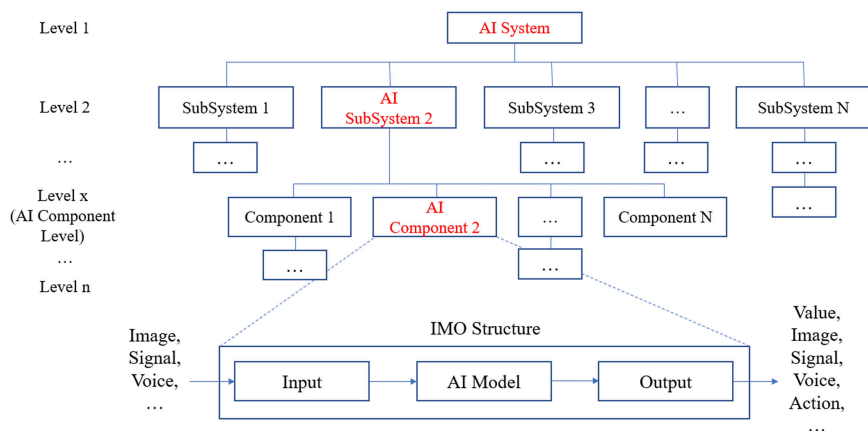 Level 1
AI System
Level 2
SubSystem 1
AI
SubSystem 2
SubSystem 3
…
SubSystem N
…
…
…
…
…
Level x
(AI Component
Level)
Component 1
AI
Component 2
…
Component N
…
…
…
…
Level n
IMO Structure
Image,
Signal,
Voice,
…
Input
AI Model
Output
Value,
Image,
Signal,
Voice,
Action,
…